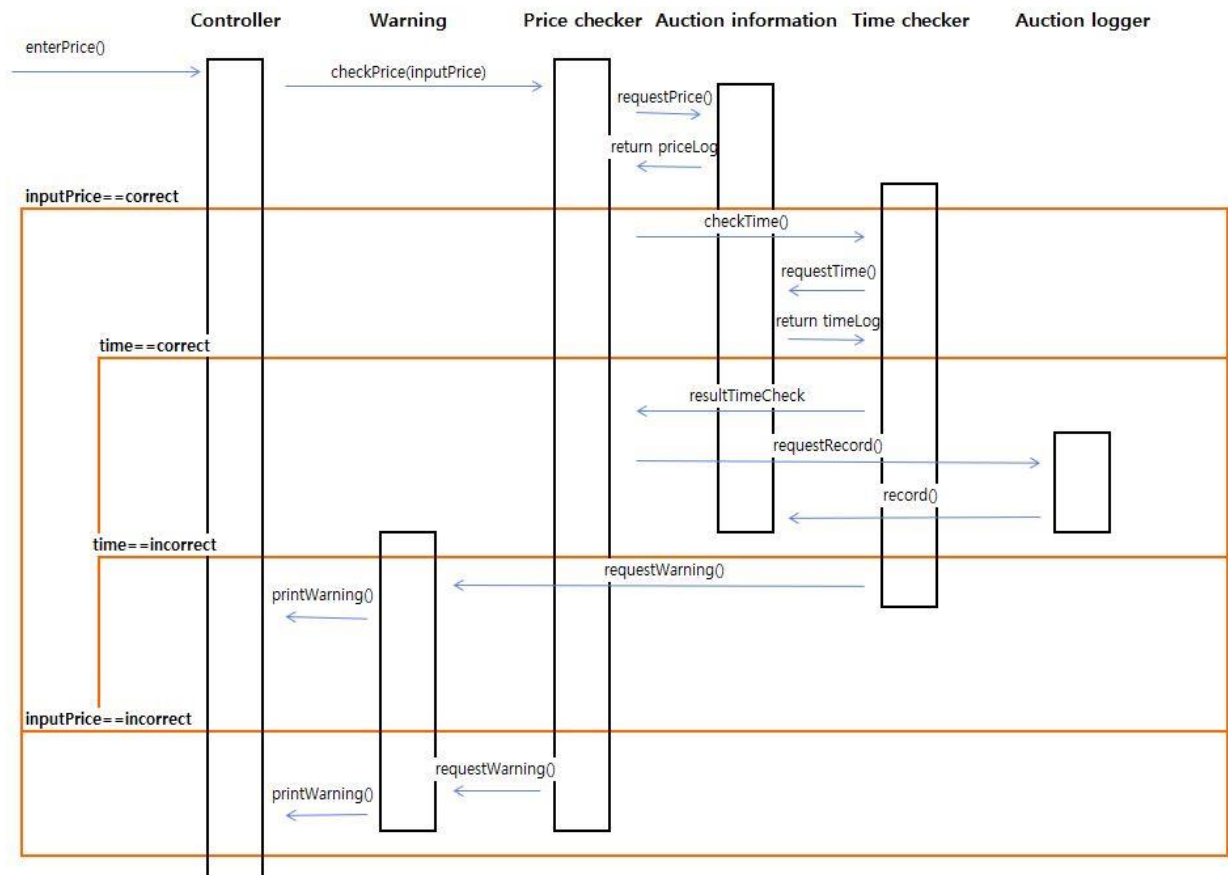 Controller Warning Price checker Auction information Time checker Auction logger
enterPrice()
checkPrice(inputPrice)
requestPrice()
return priceLog
inputPrice==correct
checkTime()
requestTime()
return timeLog
time==correct
resultTimeCheck
requestRecord()
record()
time==incorrect
requestWarning()
printWarning()
inputPrice==incorrect
requestWarning()
printWarning()